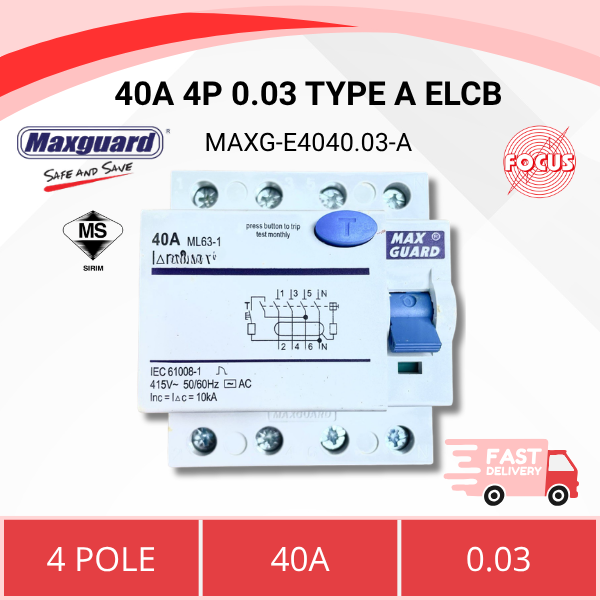 40A 4P 0.03 TYPE A ELCB
Maxguard®
SAFE AND SAVE
MAXG-E4040.03-A
FOCUS
MS
SIRIM
press button to trip
test monthly
T
40A ML63-1
MAX ®
GUARD
1 3 5 N
T
E
2 4 6 N
IEC 61008-1
415V~ 50/60Hz AC
Inc = I△c = 10kA
MAXGUARD
FAST
DELIVERY
4 POLE
40A
0.03